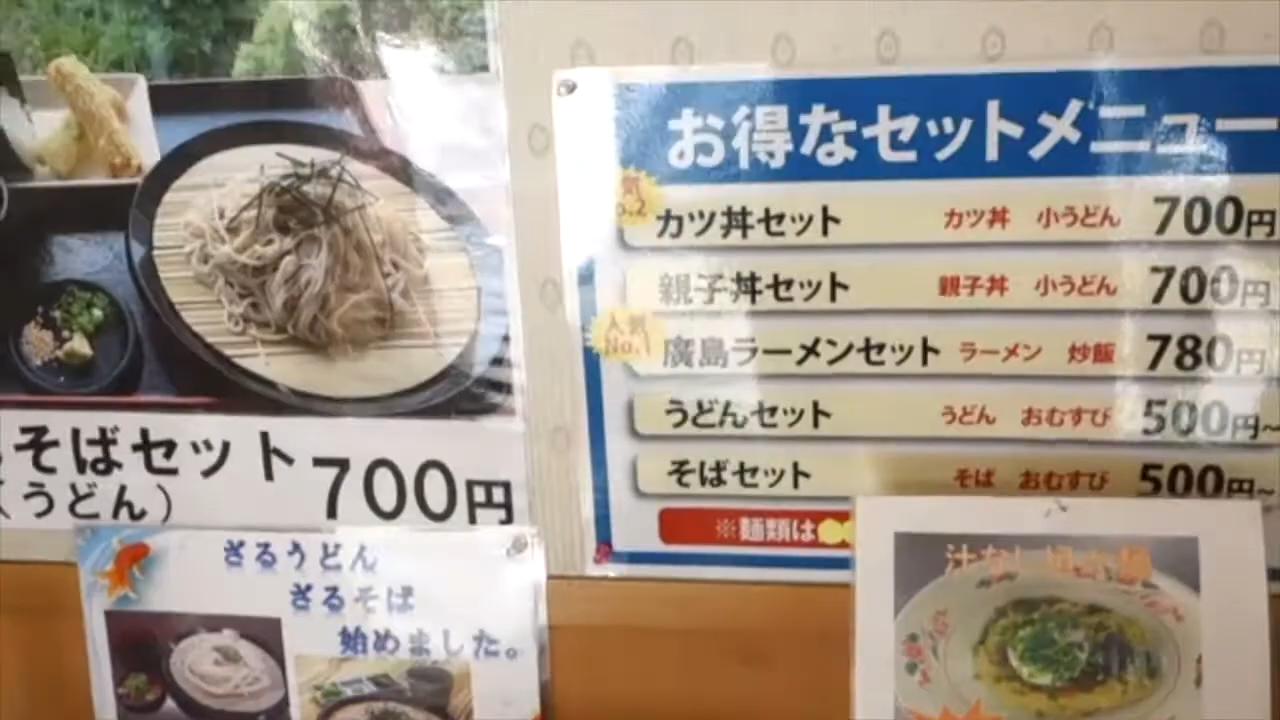 そばセット
（うどん）
700円
ざるうどん
ざるそば
始めました。
お得なセットメニュー
カツ丼セット カツ丼 小うどん 700円
親子丼セット 親子丼 小うどん 700円
人気
No.1
廣島ラーメンセット ラーメン 炒飯 780円
うどんセット うどん おむすび 500円~
そばセット そば おむすび 500円~
※麺類は
汁なし担々麺